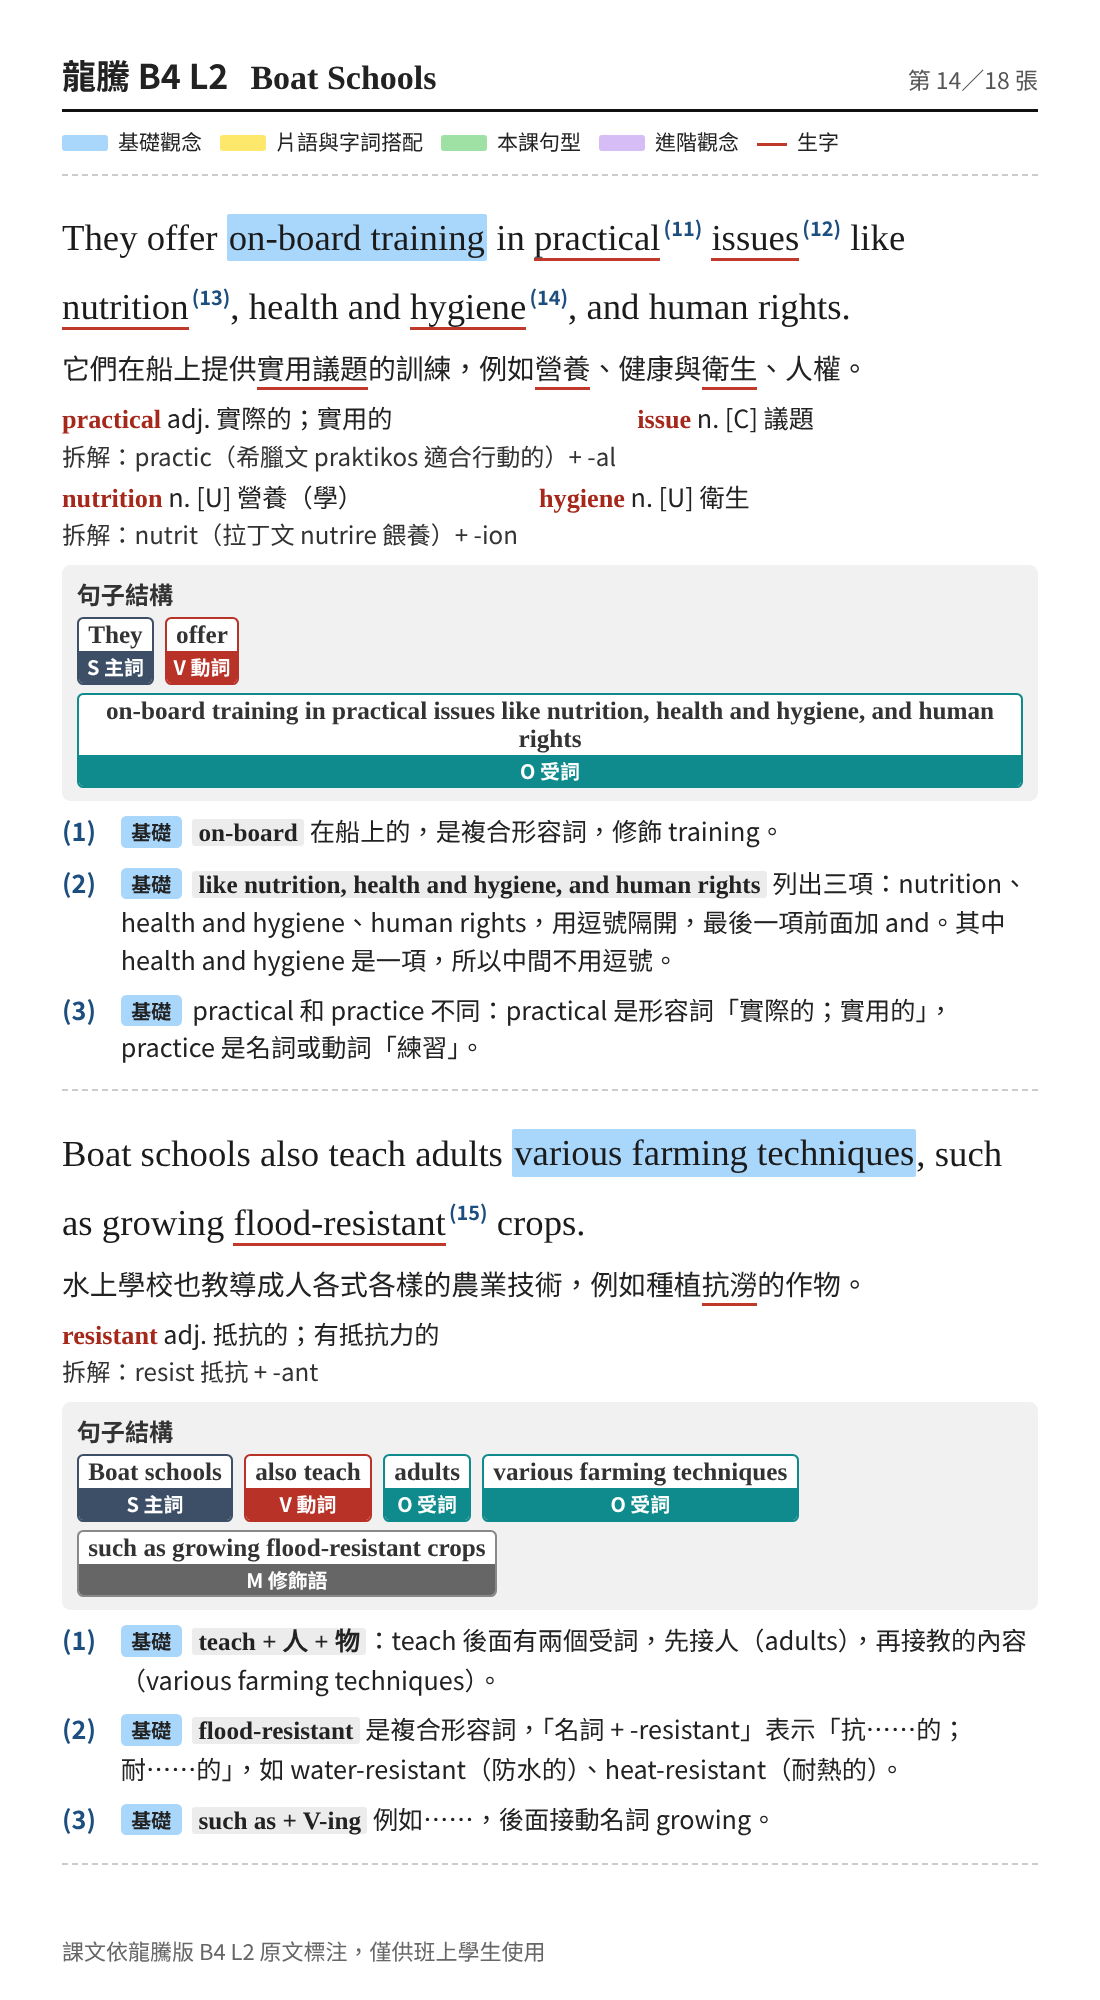 龍騰 B4 L2 Boat Schools 第 14／18 張
基礎觀念 片語與字詞搭配 本課句型 進階觀念 生字
They offer on-board training in practical(11) issues(12) like
nutrition(13), health and hygiene(14), and human rights.
它們在船上提供實用議題的訓練，例如營養、健康與衛生、人權。
practical adj. 實際的；實用的 issue n. [C] 議題
拆解：practic（希臘文 praktikos 適合行動的）+ -al
nutrition n. [U] 營養（學） hygiene n. [U] 衛生
拆解：nutrit（拉丁文 nutrire 餵養）+ -ion
句子結構
They offer
S 主詞 V 動詞
on-board training in practical issues like nutrition, health and hygiene, and human
rights
O 受詞
(1) 基礎 on-board 在船上的，是複合形容詞，修飾 training。
(2) 基礎 like nutrition, health and hygiene, and human rights 列出三項：nutrition、
health and hygiene、human rights，用逗號隔開，最後一項前面加 and。其中
health and hygiene 是一項，所以中間不用逗號。
(3) 基礎 practical 和 practice 不同：practical 是形容詞「實際的；實用的」，
practice 是名詞或動詞「練習」。
Boat schools also teach adults various farming techniques, such
as growing flood-resistant(15) crops.
水上學校也教導成人各式各樣的農業技術，例如種植抗澇的作物。
resistant adj. 抵抗的；有抵抗力的
拆解：resist 抵抗 + -ant
句子結構
Boat schools also teach adults various farming techniques
S 主詞 V 動詞 O 受詞 O 受詞
such as growing flood-resistant crops
M 修飾語
(1) 基礎 teach + 人 + 物：teach 後面有兩個受詞，先接人（adults），再接教的內容
（various farming techniques）。
(2) 基礎 flood-resistant 是複合形容詞，「名詞 + -resistant」表示「抗……的；
耐……的」，如 water-resistant（防水的）、heat-resistant（耐熱的）。
(3) 基礎 such as + V-ing 例如……，後面接動名詞 growing。
課文依龍騰版 B4 L2 原文標注，僅供班上學生使用